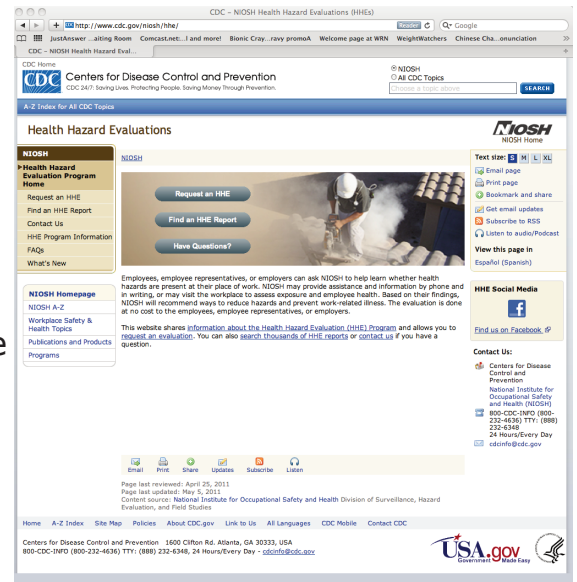 CDC – NIOSH Health Hazard Evaluations (HHEs)
http://www.cdc.gov/niosh/hhe/
Reader
Google
JustAnswer ...aiting Room Comcast.net:...l and more! Bionic Cray...ravy promoA Welcome page at WRN WeightWatchers Chinese Cha...onunciation
CDC – NIOSH Health Hazard Eval...
CDC Home
CDC
Centers for Disease Control and Prevention
CDC 24/7: Saving Lives. Protecting People. Saving Money Through Prevention.
NIOSH
All CDC Topics
Choose a topic above
SEARCH
A-Z Index for All CDC Topics
Health Hazard Evaluations
NIOSH
NIOSH Home
NIOSH
Health Hazard
Evaluation Program
Home
Request an HHE
Find an HHE Report
Contact Us
HHE Program Information
FAQs
What's New
NIOSH Homepage
NIOSH A-Z
Workplace Safety &
Health Topics
Publications and Products
Programs
e
NIOSH
Request an HHE
Find an HHE Report
Have Questions?
Employees, employee representatives, or employers can ask NIOSH to help learn whether health
hazards are present at their place of work. NIOSH may provide assistance and information by phone and
in writing, or may visit the workplace to assess exposure and employee health. Based on their findings,
NIOSH will recommend ways to reduce hazards and prevent work-related illness. The evaluation is done
at no cost to the employees, employee representatives, or employers.
This website shares information about the Health Hazard Evaluation (HHE) Program and allows you to
request an evaluation. You can also search thousands of HHE reports or contact us if you have a
question.
Text size: S M L XL
Email page
Print page
Bookmark and share
Get email updates
Subscribe to RSS
Listen to audio/Podcast
View this page in
Español (Spanish)
HHE Social Media
f
Find us on Facebook
Contact Us:
Centers for Disease
Control and
Prevention
National Institute for
Occupational Safety
and Health (NIOSH)
800-CDC-INFO (800-
232-4636) TTY: (888)
232-6348
24 Hours/Every Day
cdcinfo@cdc.gov
Email Print Share Updates Subscribe Listen
Page last reviewed: April 25, 2011
Page last updated: May 5, 2011
Content source: National Institute for Occupational Safety and Health Division of Surveillance, Hazard
Evaluation, and Field Studies
Home A-Z Index Site Map Policies About CDC.gov Link to Us All Languages CDC Mobile Contact CDC
Centers for Disease Control and Prevention 1600 Clifton Rd. Atlanta, GA 30333, USA
800-CDC-INFO (800-232-4636) TTY: (888) 232-6348, 24 Hours/Every Day - cdcinfo@cdc.gov
USA.gov
Government Made Easy